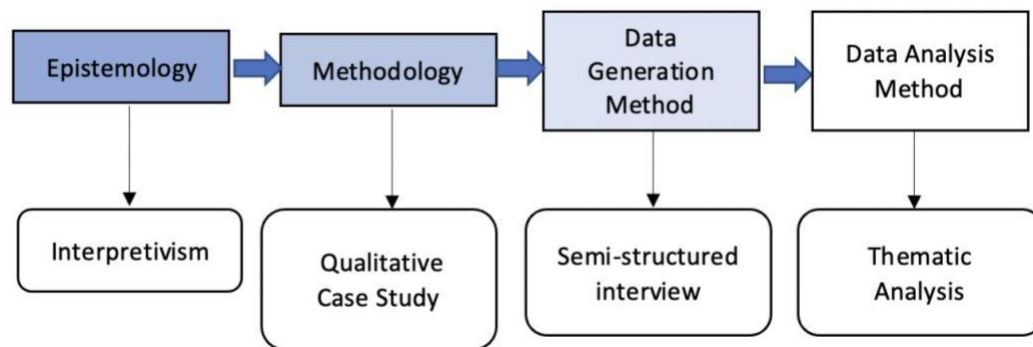 Epistemology
Methodology
Data
Generation
Method
Data Analysis
Method
Interpretivism
Qualitative
Case Study
Semi-structured
interview
Thematic
Analysis